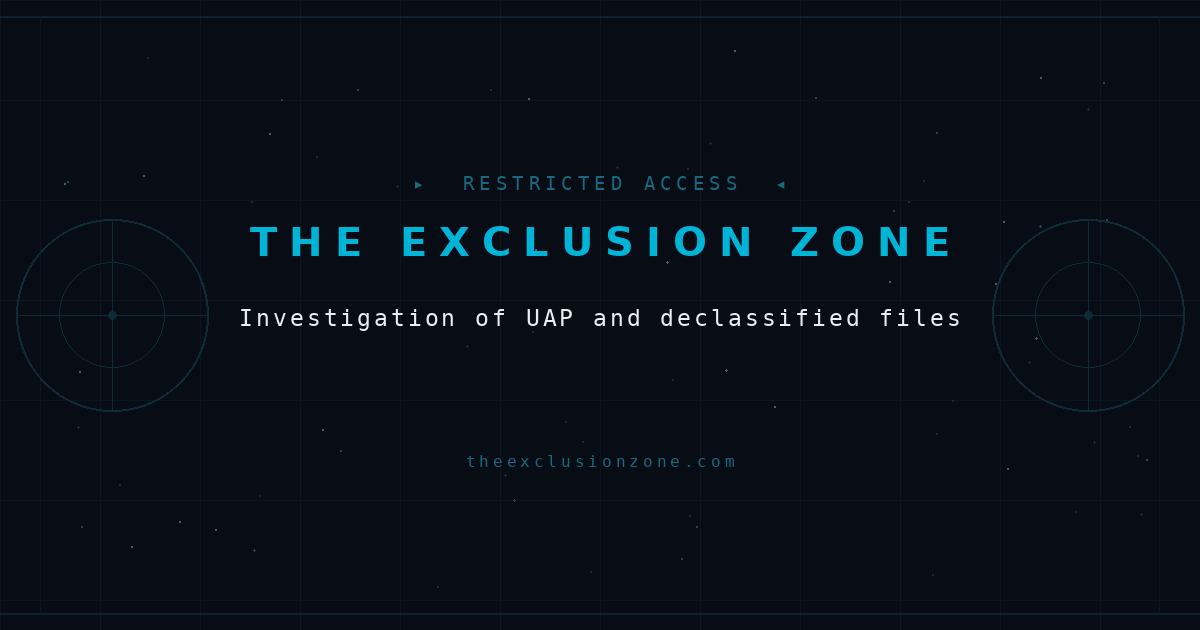 ▶ RESTRICTED ACCESS ◀
THE EXCLUSION ZONE
Investigation of UAP and declassified files
theexclusionzone.com